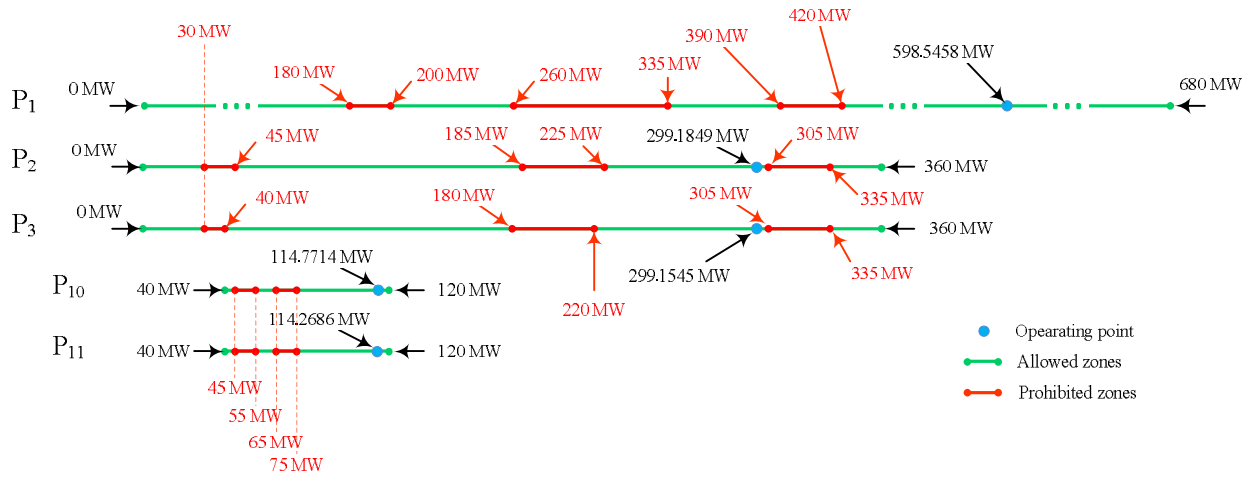 30 MW
420 MW
390 MW
598.5458 MW
335 MW
180 MW
200 MW
260 MW
680 MW
0 MW
P1
45 MW
185 MW
225 MW
299.1849 MW
305 MW
0 MW
P2
360 MW
335 MW
40 MW
180 MW
305 MW
0 MW
P3
360 MW
114.7714 MW
299.1545 MW
335 MW
P10
40 MW
120 MW
220 MW
114.2686 MW
Opearating point
P11
40 MW
120 MW
Allowed zones
45 MW
Prohibited zones
55 MW
65 MW
75 MW